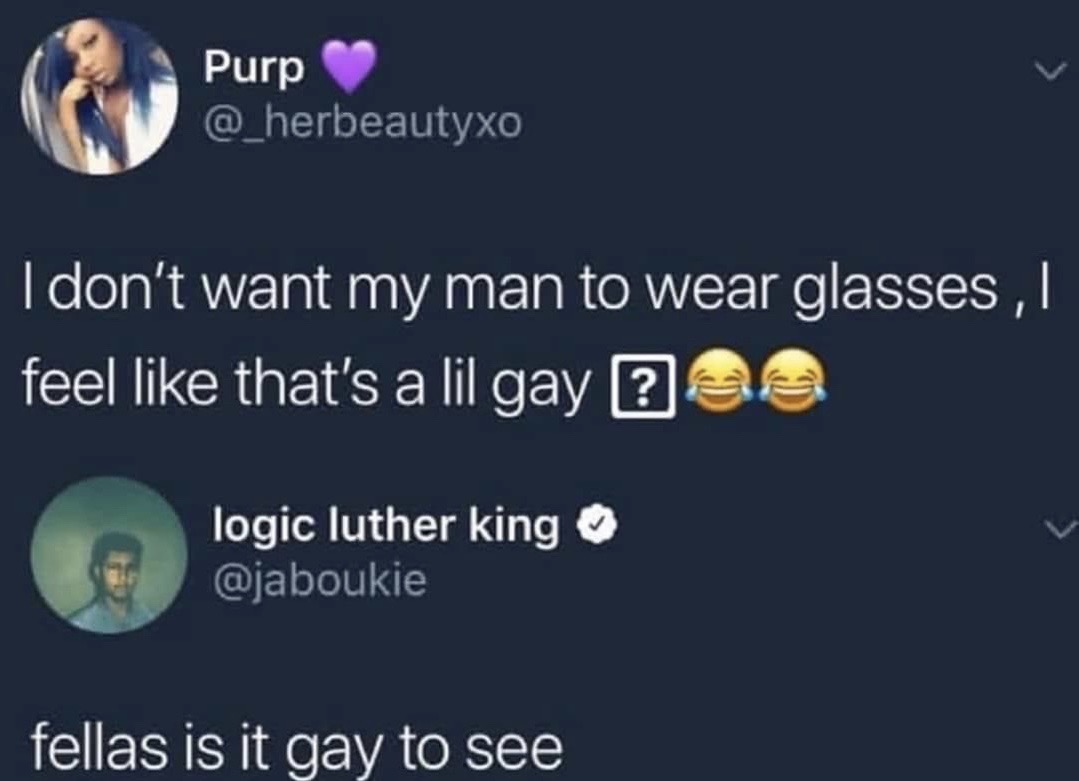 Purp 💜
@_herbeautyxo
I don't want my man to wear glasses , I
feel like that's a lil gay ⍰😂😂
logic luther king
@jaboukie
fellas is it gay to see